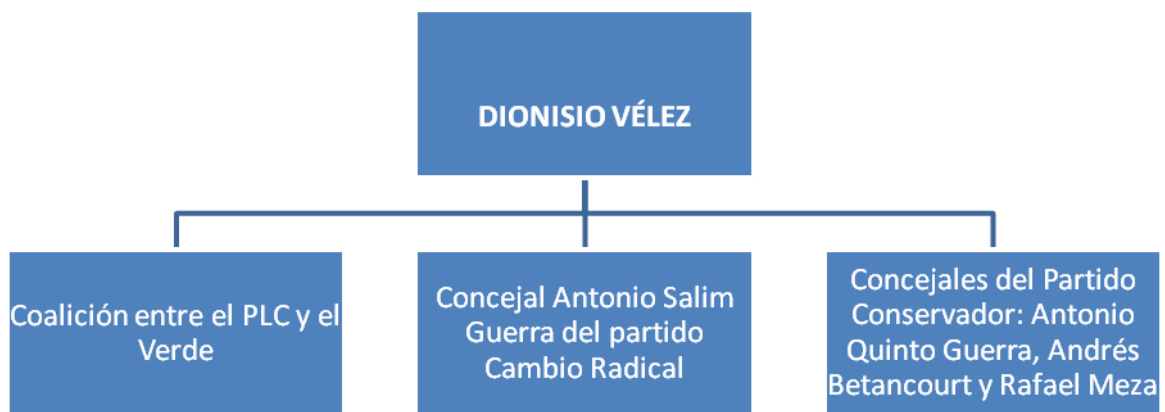 DIONISIO VÉLEZ
Coalición entre el PLC y el
Verde
Concejal Antonio Salim
Guerra del partido
Cambio Radical
Concejales del Partido
Conservador: Antonio
Quinto Guerra, Andrés
Betancourt y Rafael Meza